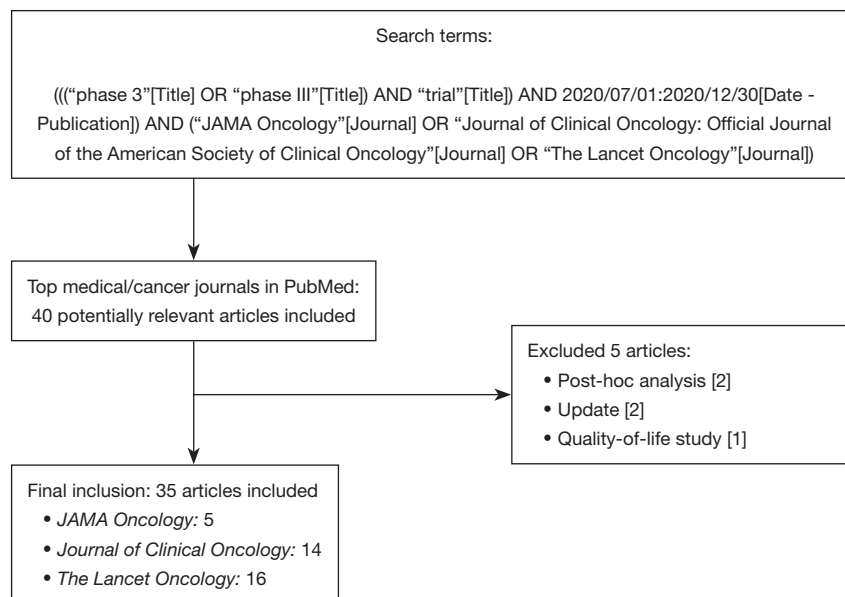 Search terms:
(((“phase 3”[Title] OR “phase III”[Title]) AND “trial”[Title]) AND 2020/07/01:2020/12/30[Date -
Publication]) AND (“JAMA Oncology”[Journal] OR “Journal of Clinical Oncology: Official Journal
of the American Society of Clinical Oncology”[Journal] OR “The Lancet Oncology”[Journal])
Top medical/cancer journals in PubMed:
40 potentially relevant articles included
Excluded 5 articles:
• Post-hoc analysis [2]
• Update [2]
• Quality-of-life study [1]
Final inclusion: 35 articles included
• JAMA Oncology: 5
• Journal of Clinical Oncology: 14
• The Lancet Oncology: 16